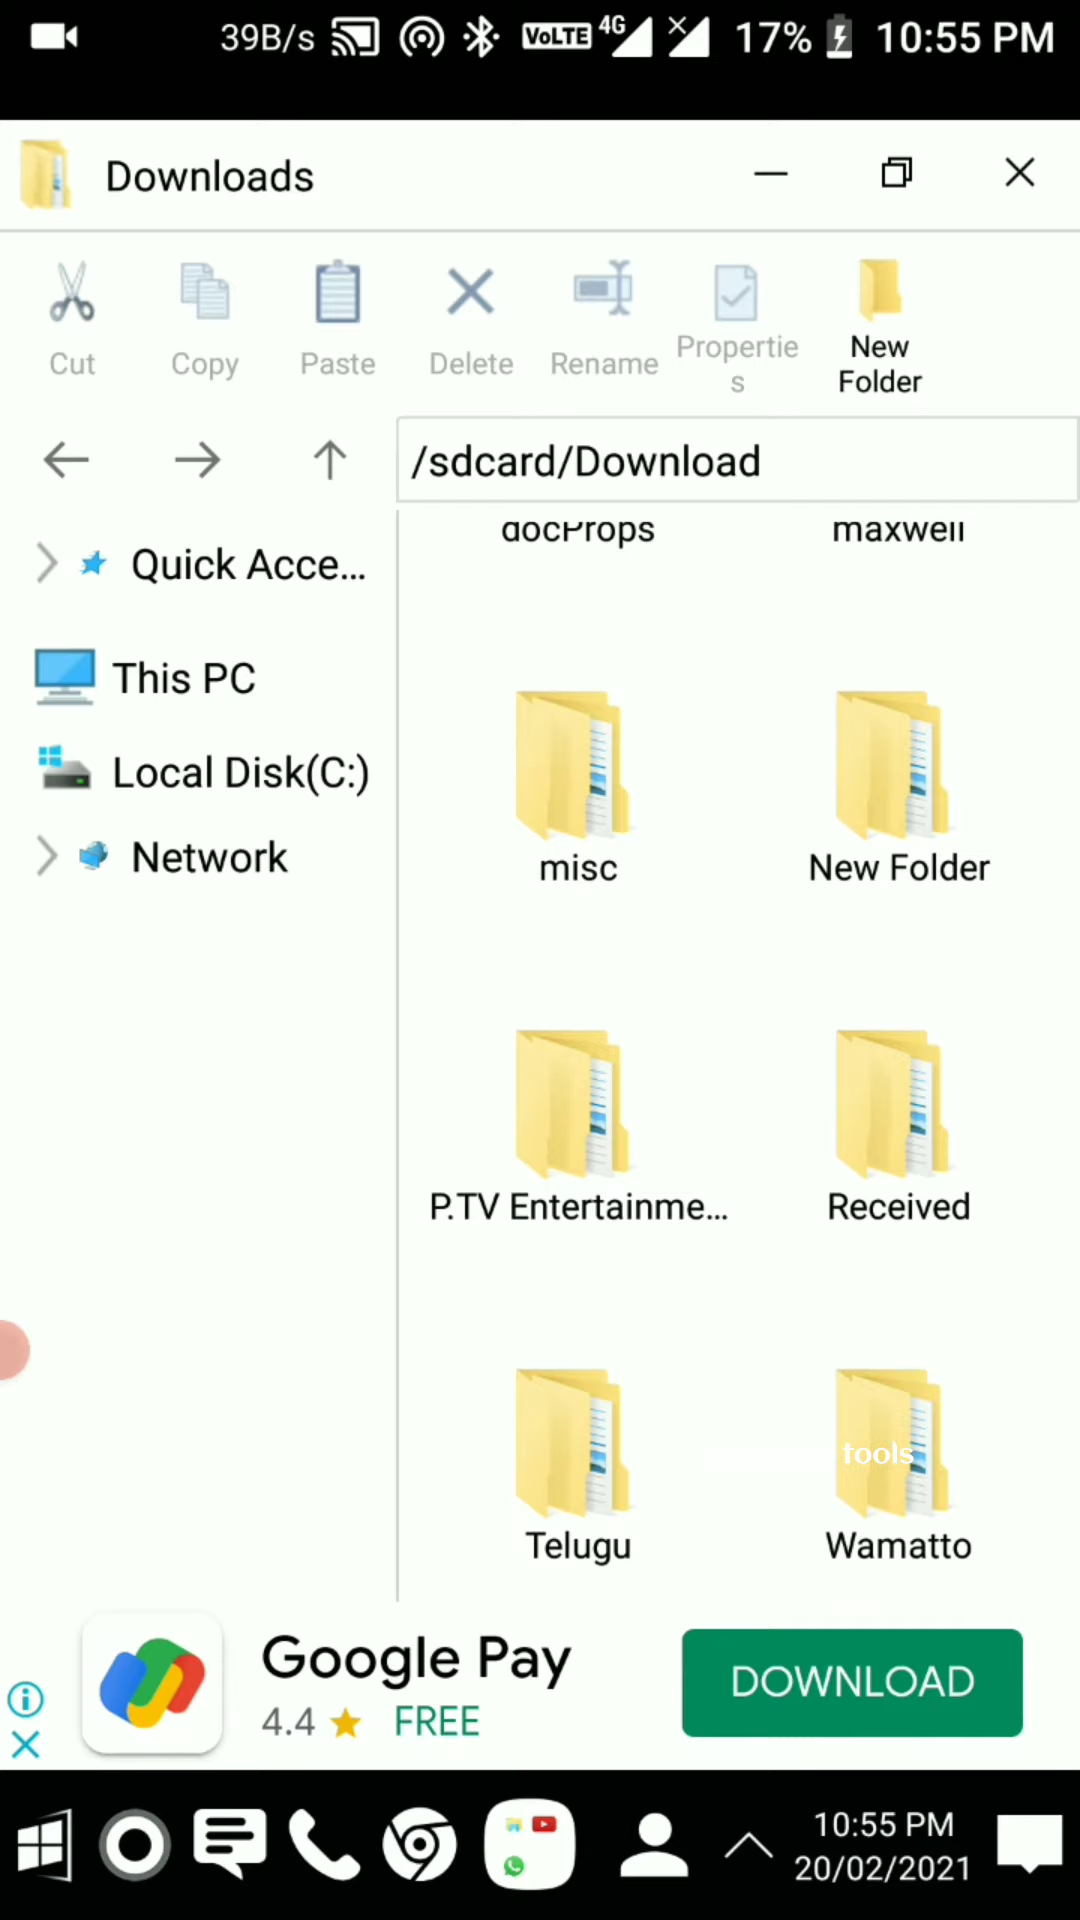 39B/s VoLTE 4G 17% 10:55 PM
Downloads
Cut
Copy
Paste
Delete
Rename
Propertie
s
New
Folder
/sdcard/Download
Quick Acce...
This PC
Local Disk(C:)
Network
docProps
maxwell
misc
New Folder
P.TV Entertainme...
Received
tools
Telugu
Wamatto
Google Pay
4.4 FREE
DOWNLOAD
10:55 PM
20/02/2021